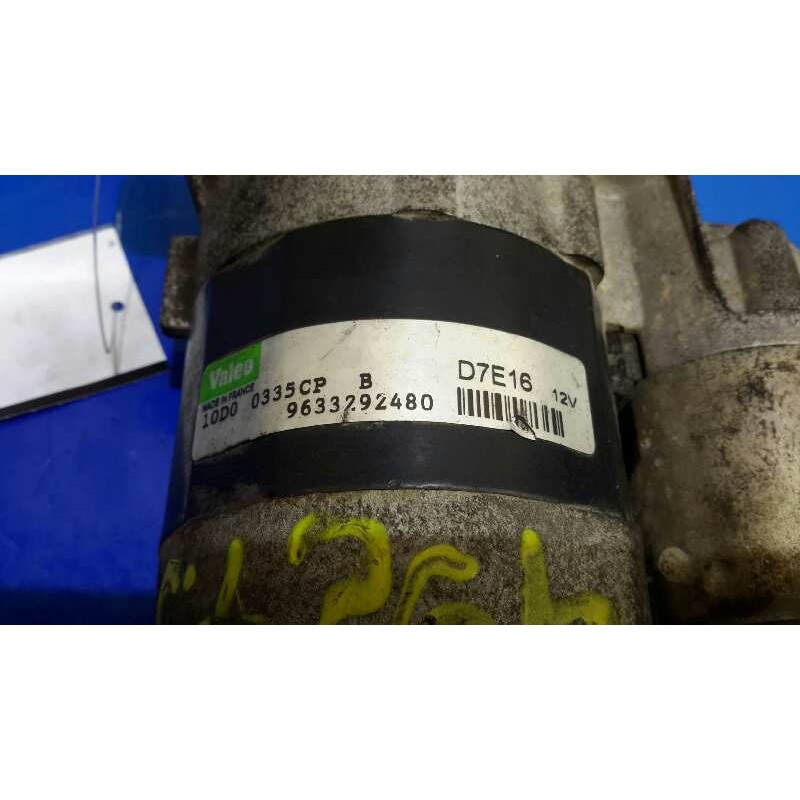 Valeo
MADE IN FRANCE
10D0 0335CP B
9633292480
D7E16 12V